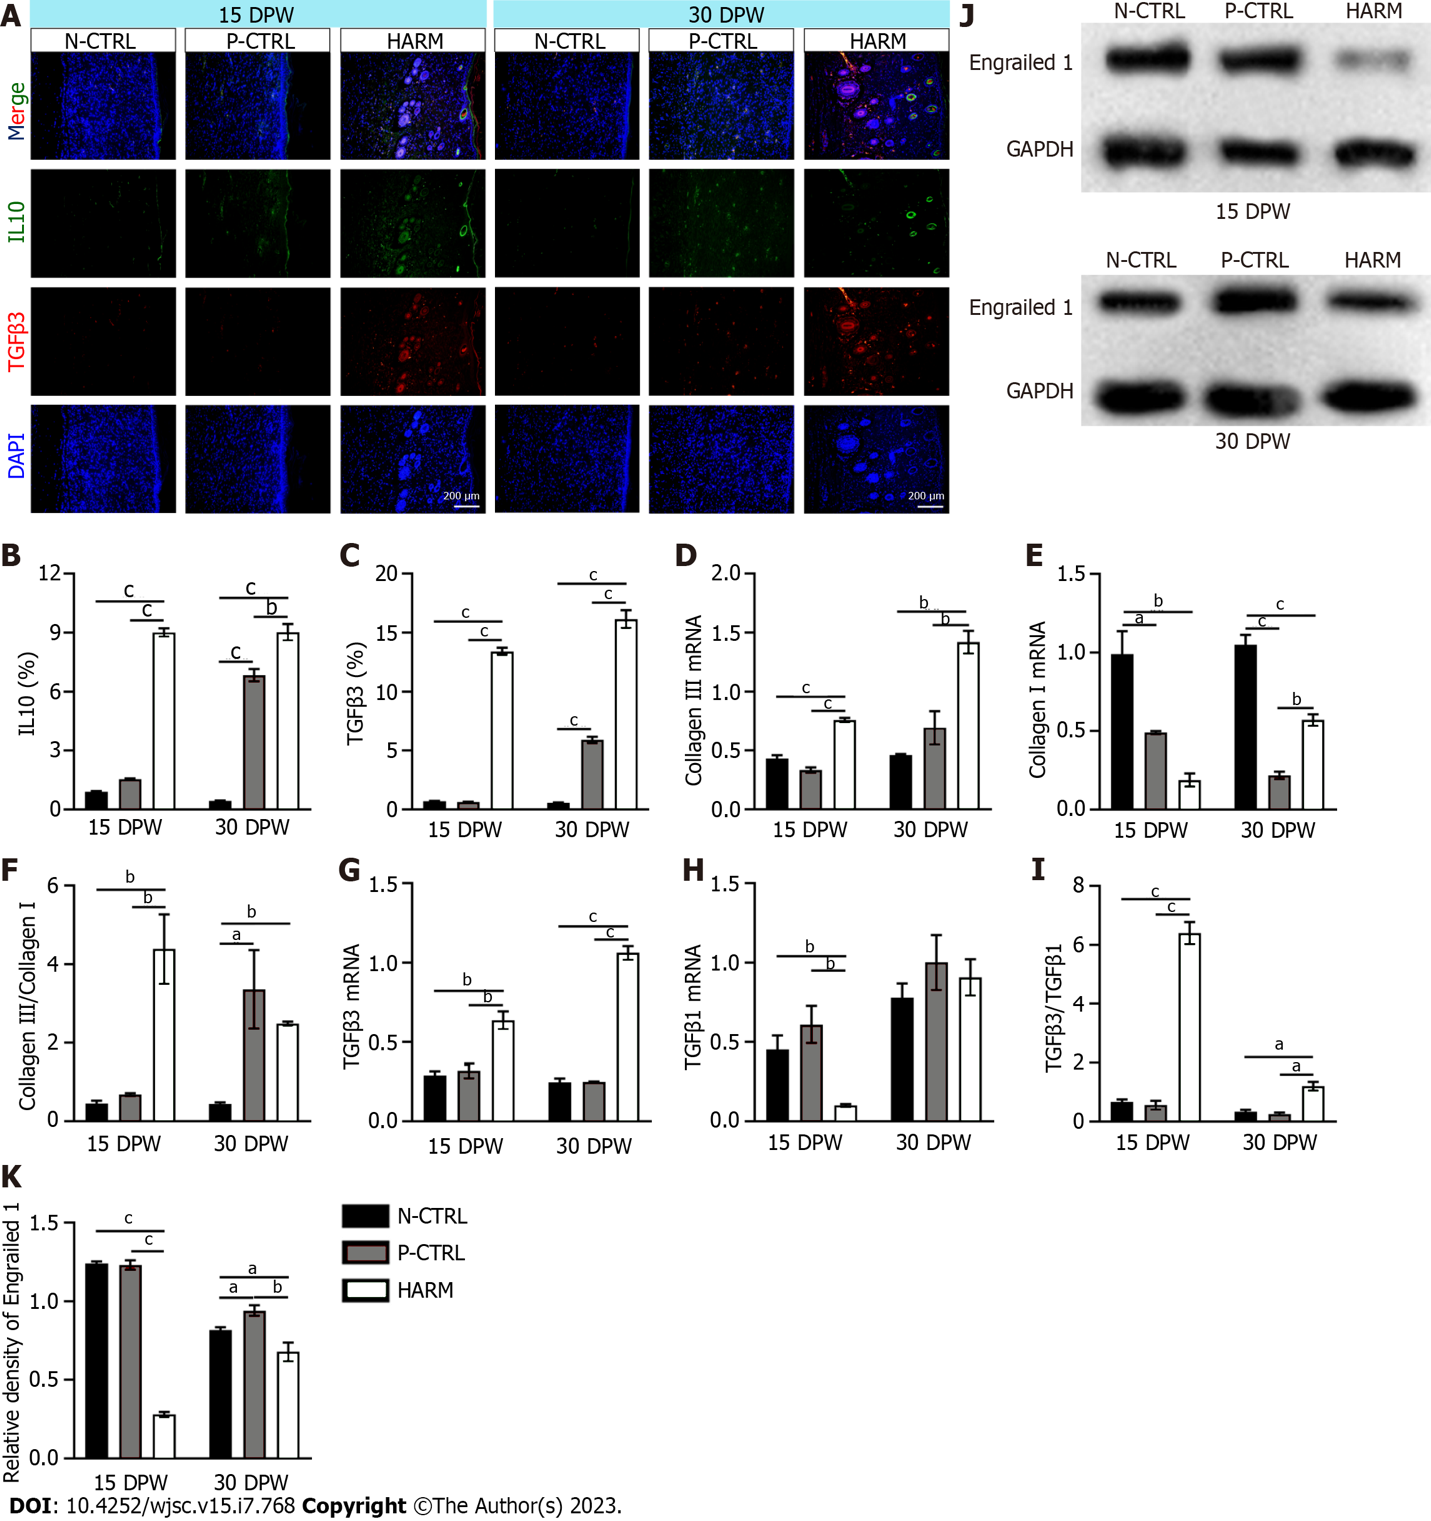 A
15 DPW
30 DPW
N-CTRL
P-CTRL
HARM
N-CTRL
P-CTRL
HARM
Merge
IL10
TGFβ3
DAPI
200 µm
200 µm
J
N-CTRL
P-CTRL
HARM
Engrailed 1
GAPDH
15 DPW
N-CTRL
P-CTRL
HARM
Engrailed 1
GAPDH
30 DPW
B
IL10 (%)
12
9
6
3
0
c
c
c
c
b
15 DPW
30 DPW
C
TGFβ3 (%)
20
15
10
5
0
c
c
c
c
c
15 DPW
30 DPW
D
Collagen III mRNA
2.0
1.5
1.0
0.5
0.0
c
c
b
b
15 DPW
30 DPW
E
Collagen I mRNA
1.5
1.0
0.5
0.0
b
a
c
c
b
15 DPW
30 DPW
F
Collagen III/Collagen I
6
4
2
0
b
b
b
a
15 DPW
30 DPW
G
TGFβ3 mRNA
1.5
1.0
0.5
0.0
b
b
c
c
15 DPW
30 DPW
H
TGFβ1 mRNA
1.5
1.0
0.5
0.0
b
b
15 DPW
30 DPW
I
TGFβ3/TGFβ1
8
6
4
2
0
c
c
a
a
15 DPW
30 DPW
K
Relative density of Engrailed 1
1.5
1.0
0.5
0.0
c
c
a
a
b
15 DPW
30 DPW
N-CTRL
P-CTRL
HARM
DOI: 10.4252/wjsc.v15.i7.768 Copyright ©The Author(s) 2023.